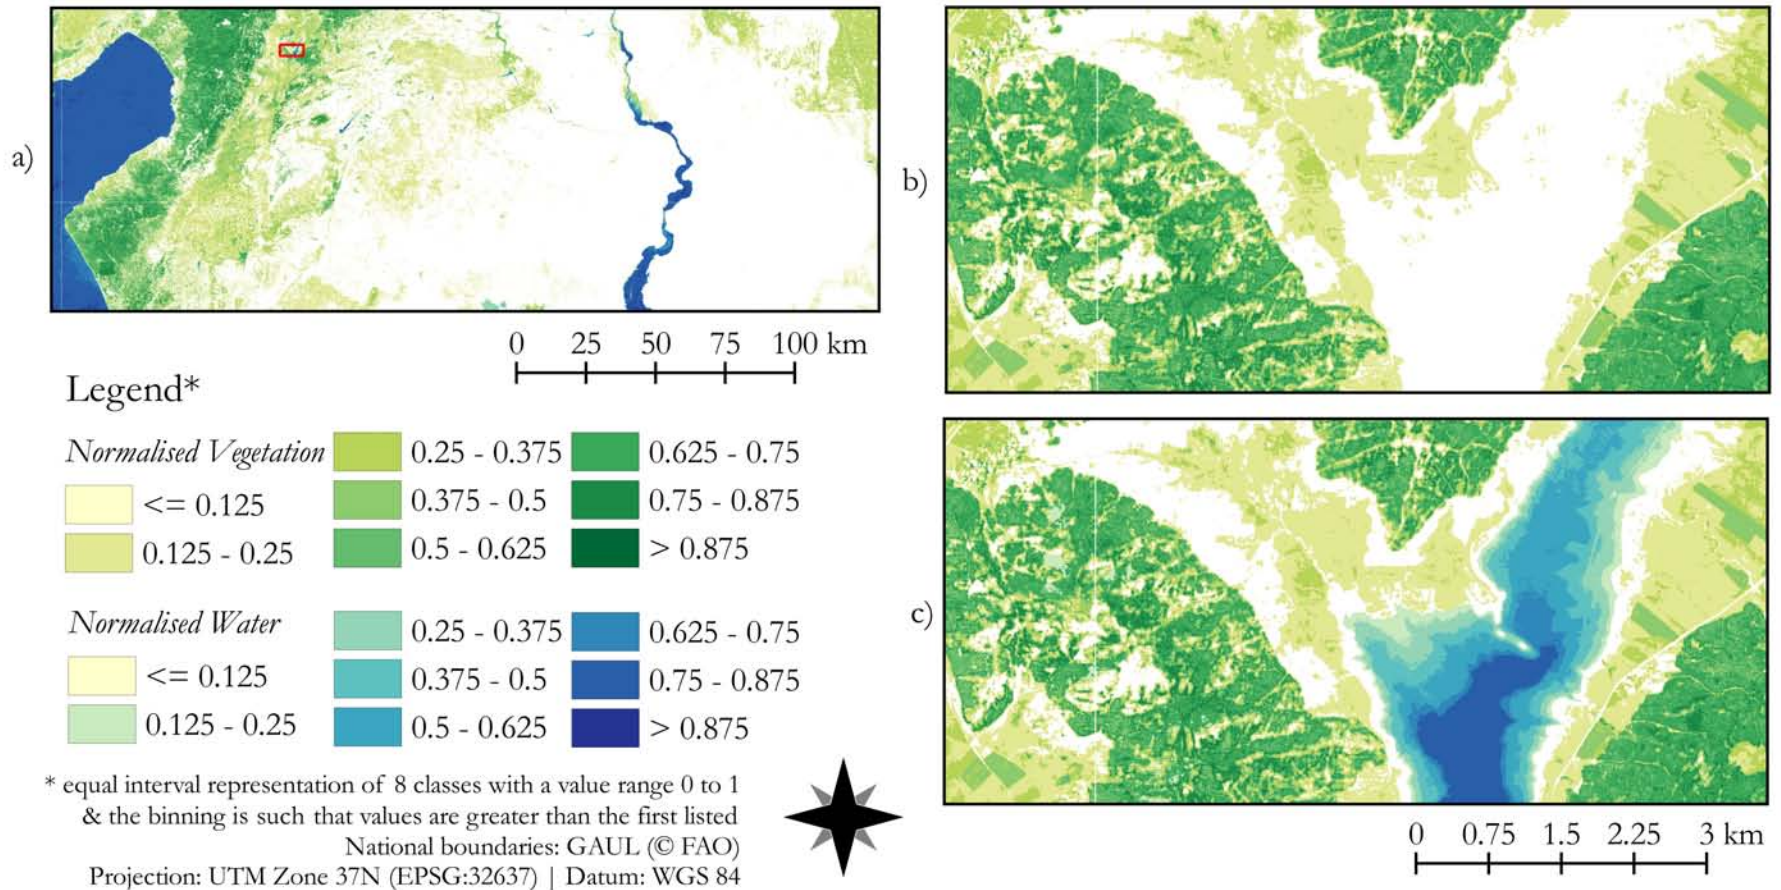 a)
0 25 50 75 100 km
Legend*
Normalised Vegetation
<= 0.125
0.125 - 0.25
0.25 - 0.375
0.375 - 0.5
0.5 - 0.625
0.625 - 0.75
0.75 - 0.875
> 0.875
Normalised Water
<= 0.125
0.125 - 0.25
0.25 - 0.375
0.375 - 0.5
0.5 - 0.625
0.625 - 0.75
0.75 - 0.875
> 0.875
* equal interval representation of 8 classes with a value range 0 to 1
& the binning is such that values are greater than the first listed
National boundaries: GAUL (© FAO)
Projection: UTM Zone 37N (EPSG:32637) | Datum: WGS 84
b)
c)
0 0.75 1.5 2.25 3 km